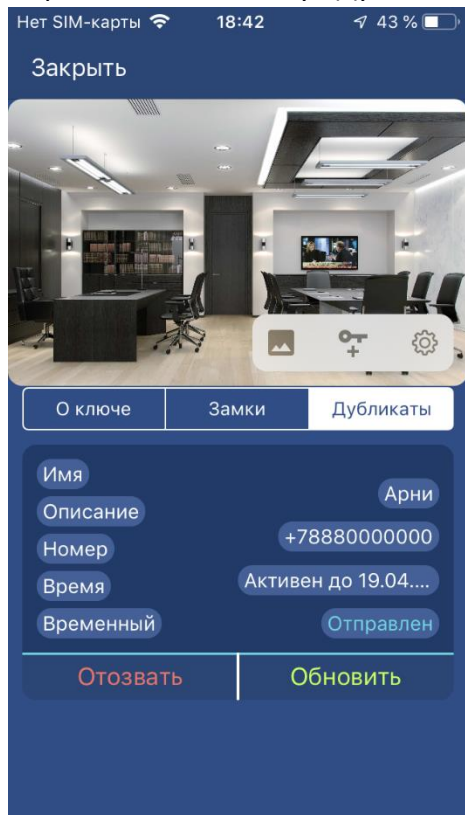 Нет SIM-карты 18:42 43 %
Закрыть
О ключе Замки Дубликаты
Имя Арни
Описание
Номер +78880000000
Время Активен до 19.04....
Временный Отправлен
Отозвать Обновить